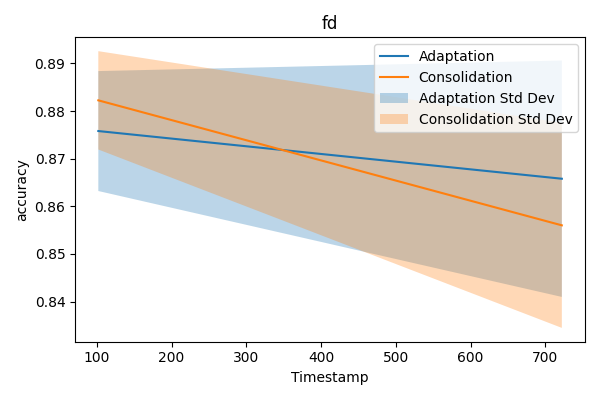 fd
Adaptation
Consolidation
Adaptation Std Dev
Consolidation Std Dev
accuracy
0.89
0.88
0.87
0.86
0.85
0.84
100 200 300 400 500 600 700
Timestamp